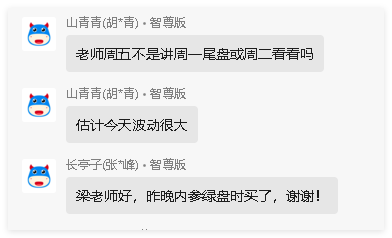 山青青(胡*青) • 智尊版
老师周五不是讲周一尾盘或周二看看吗
山青青(胡*青) • 智尊版
估计今天波动很大
长亭子(张*峰) • 智尊版
梁老师好，昨晚内参绿盘时买了，谢谢！